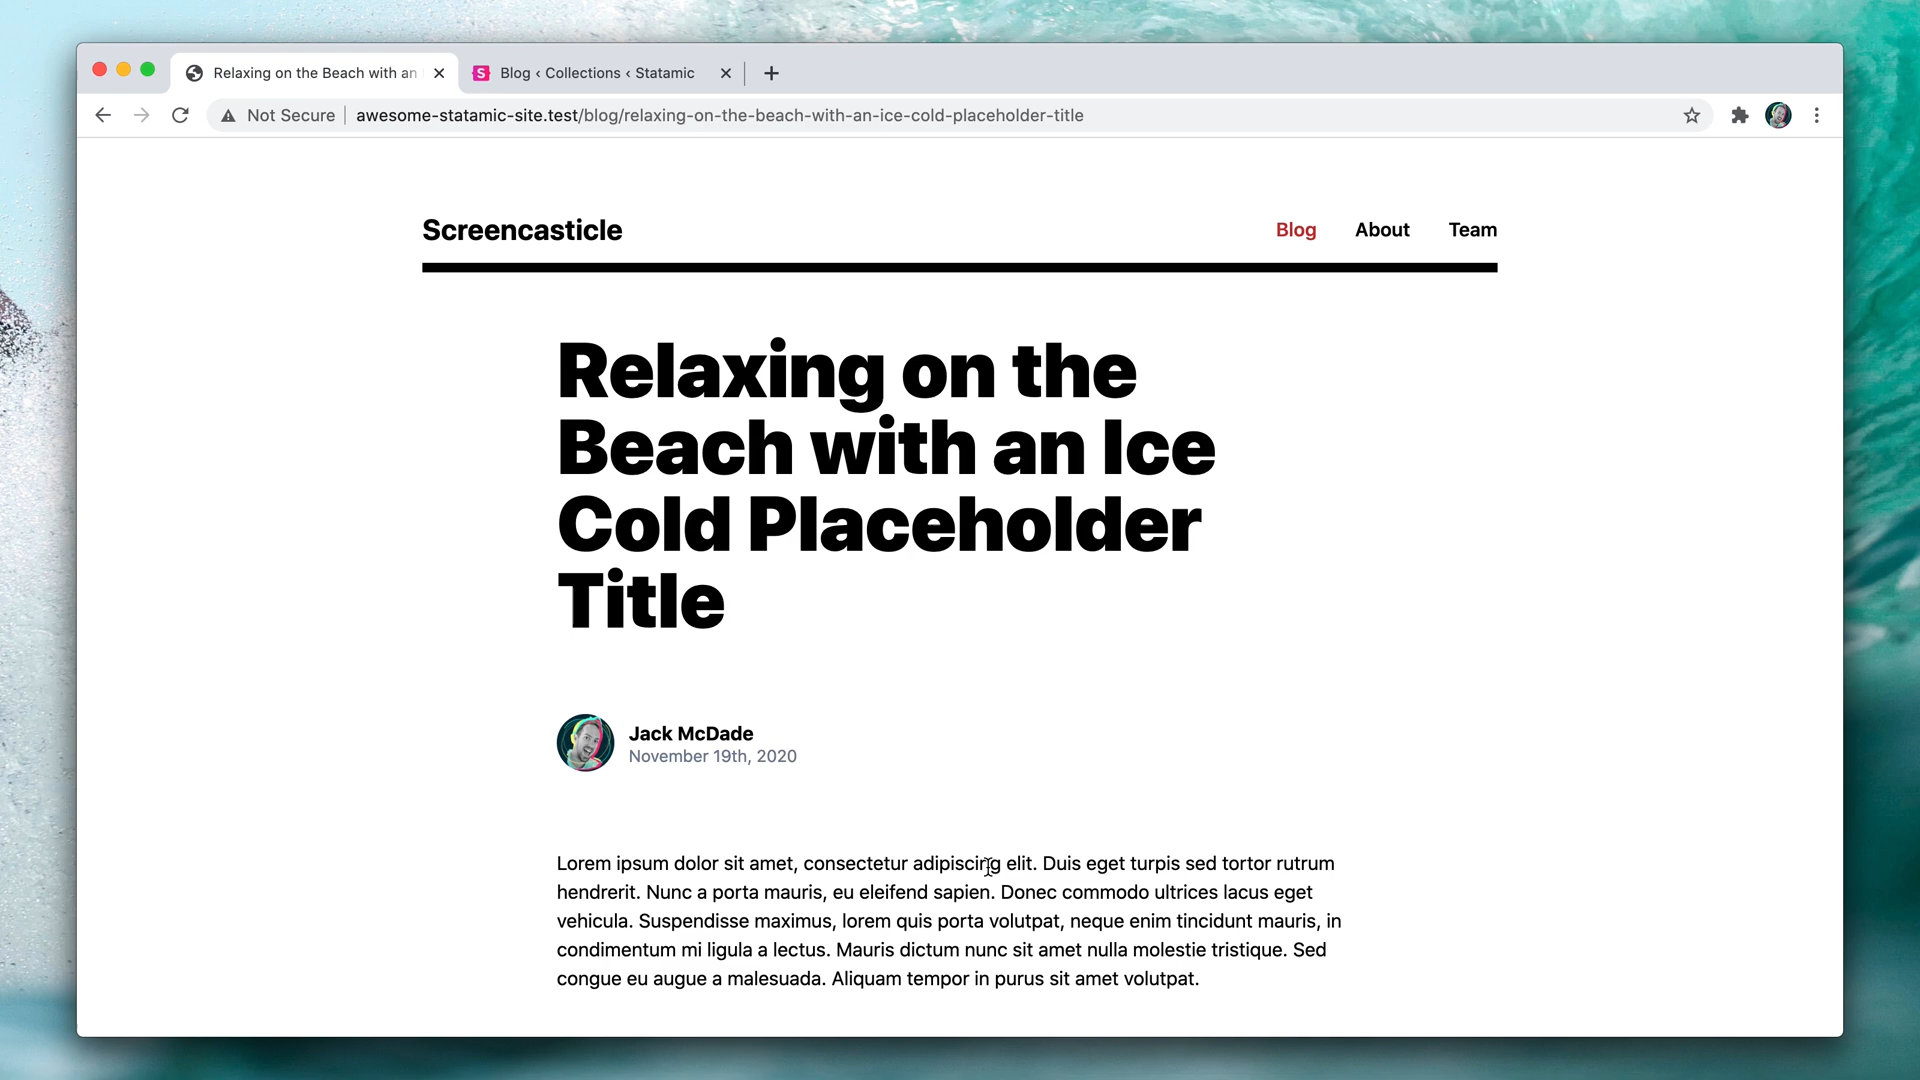 Relaxing on the Beach with an
Blog ‹ Collections ‹ Statamic
Not Secure
awesome-statamic-site.test/blog/relaxing-on-the-beach-with-an-ice-cold-placeholder-title
Screencasticle
Blog About Team
Relaxing on the
Beach with an Ice
Cold Placeholder
Title
Jack McDade
November 19th, 2020
Lorem ipsum dolor sit amet, consectetur adipiscing elit. Duis eget turpis sed tortor rutrum
hendrerit. Nunc a porta mauris, eu eleifend sapien. Donec commodo ultrices lacus eget
vehicula. Suspendisse maximus, lorem quis porta volutpat, neque enim tincidunt mauris, in
condimentum mi ligula a lectus. Mauris dictum nunc sit amet nulla molestie tristique. Sed
congue eu augue a malesuada. Aliquam tempor in purus sit amet volutpat.